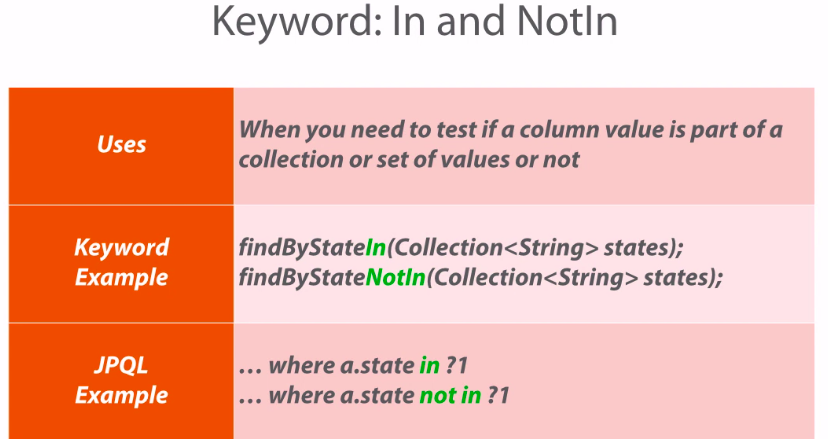 Keyword: In and NotIn
Uses
When you need to test if a column value is part of a
collection or set of values or not
Keyword
Example
findByStateIn(Collection<String> states);
findByStateNotIn(Collection<String> states);
JPQL
Example
… where a.state in ?1
… where a.state not in ?1